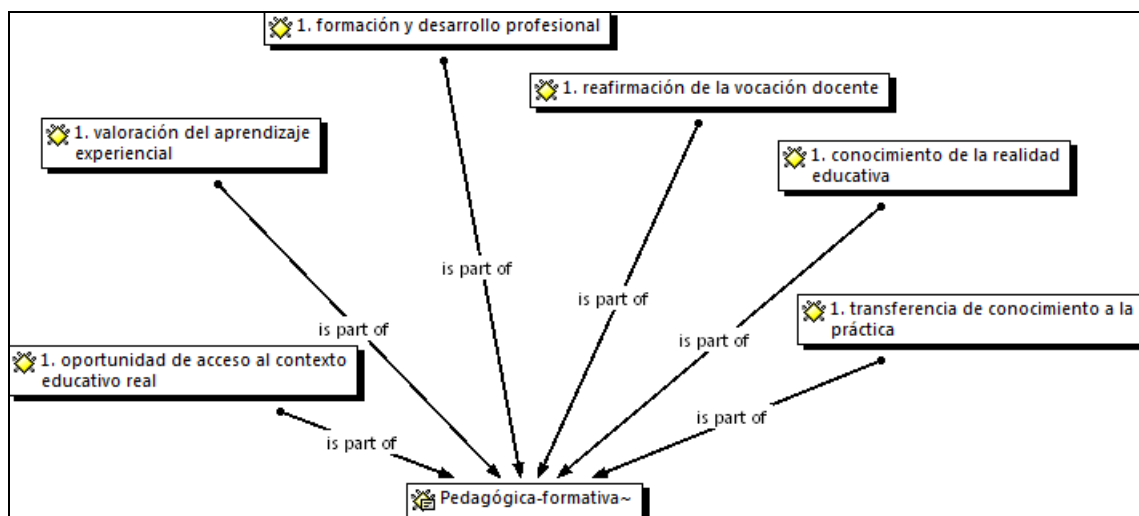 1. formación y desarrollo profesional
1. reafirmación de la vocación docente
1. valoración del aprendizaje
experiencial
1. conocimiento de la realidad
educativa
is part of
is part of
1. transferencia de conocimiento a la
práctica
is part of
is part of
1. oportunidad de acceso al contexto
educativo real
is part of
is part of
Pedagógica-formativa~